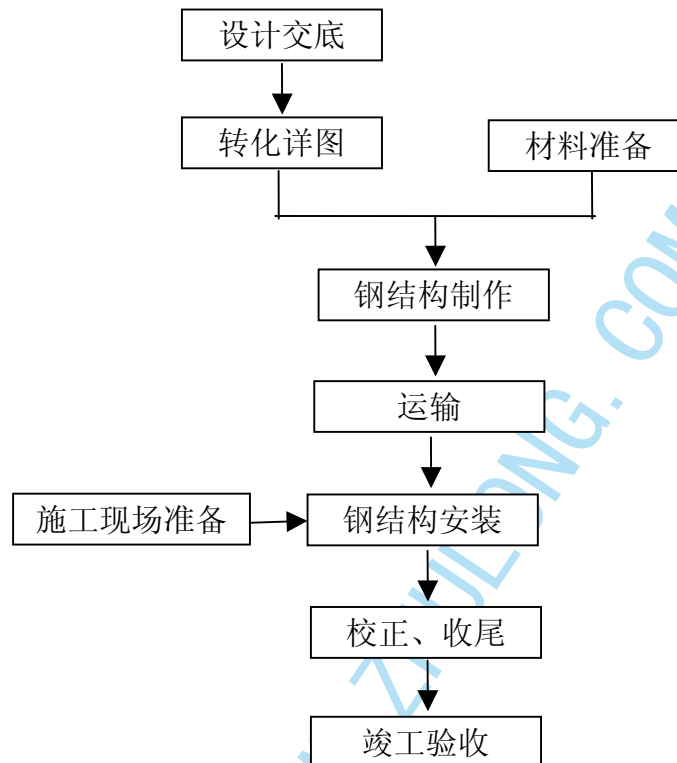 设计交底
转化详图
材料准备
钢结构制作
运输
施工现场准备
钢结构安装
校正、收尾
竣工验收
ZHULONG. COM